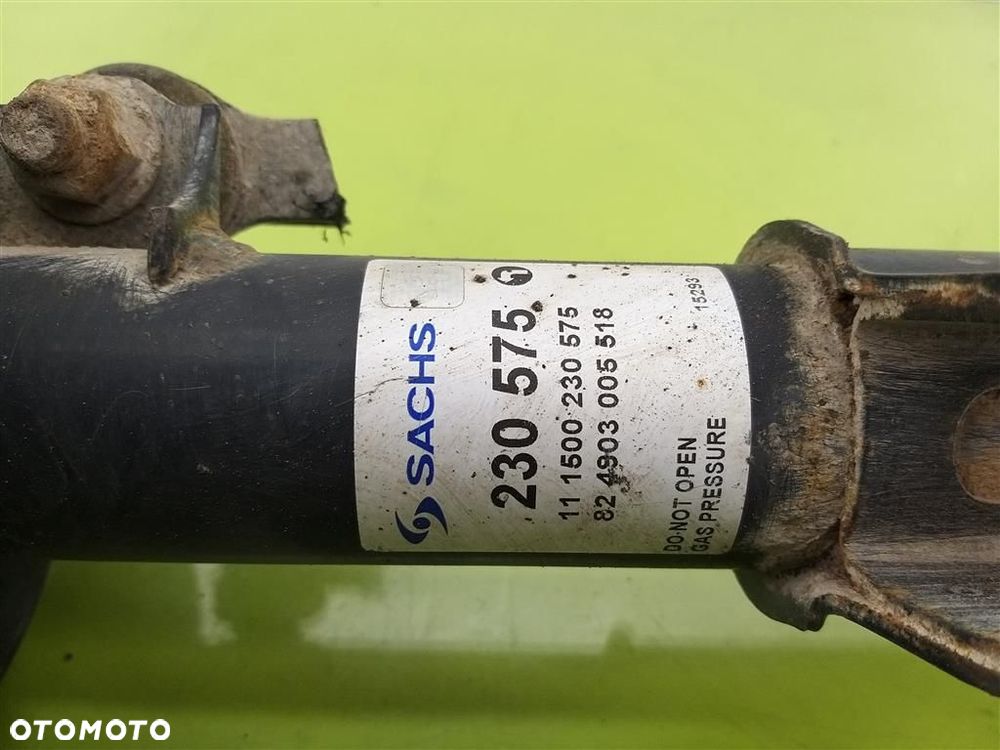 SACHS
230 575
11 1500 230 575
82 4903 005 518
DO NOT OPEN
GAS PRESSURE
15293
OTOMOTO